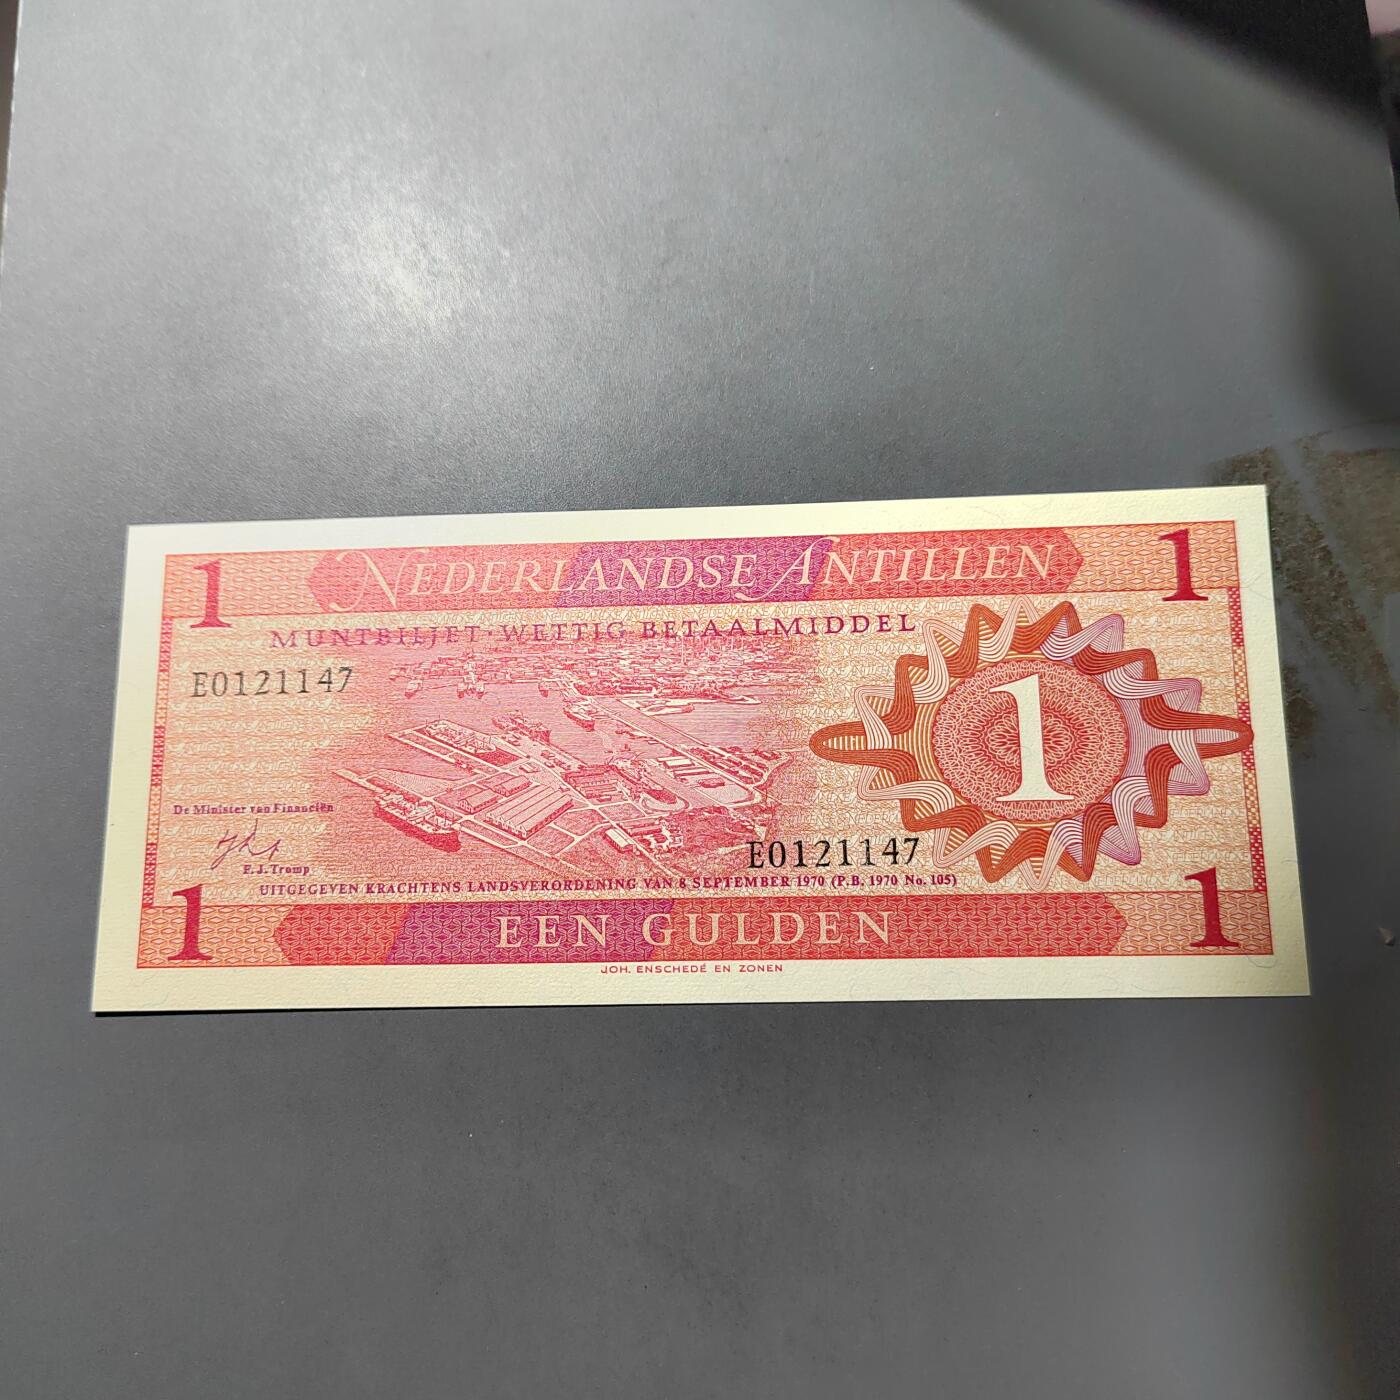 1 NEDERLANDSE ANTILLEN 1
MUNTBILJET·WETTIG BETAALMIDDEL
E0121147
1
De Minister van Financiën
F. J. Tromp
E0121147
UITGEGEVEN KRACHTENS LANDSVERORDENING VAN 8 SEPTEMBER 1970 (P.B. 1970 No. 105)
1 EEN GULDEN 1
JOH. ENSCHEDÉ EN ZONEN